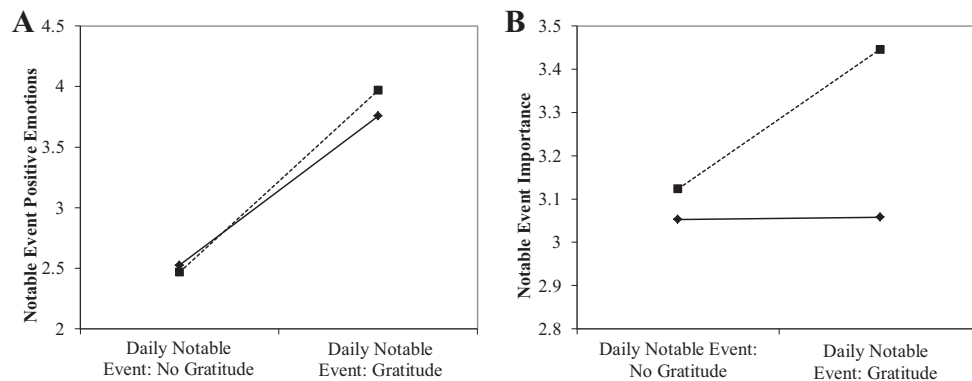 A
Notable Event Positive Emotions
4.5
4
3.5
3
2.5
2
Daily Notable
Event: No Gratitude
Daily Notable
Event: Gratitude
B
Notable Event Importance
3.5
3.4
3.3
3.2
3.1
3
2.9
2.8
Daily Notable Event:
No Gratitude
Daily Notable
Event: Gratitude